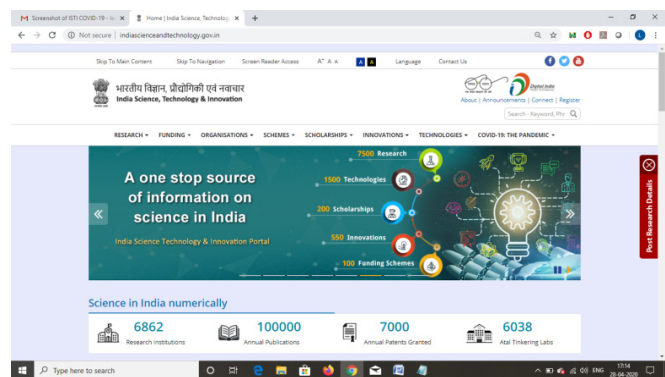 Screenshot of ISTI COVID-19 - 
Home | India Science, Technolog
Not secure | indiascienceandtechnology.gov.in
Skip To Main Content Skip To Navigation Screen Reader Access A+ A A A A Language Contact Us
भारतीय विज्ञान, प्रौद्योगिकी एवं नवाचार
India Science, Technology & Innovation
Digital India
About | Announcements | Connect | Register
Search - Keyword, Phr
RESEARCH FUNDING ORGANISATIONS SCHEMES SCHOLARSHIPS INNOVATIONS TECHNOLOGIES COVID-19: THE PANDEMIC
A one stop source
of information on
science in India
India Science Technology & Innovation Portal
7500 Research
1500 Technologies
200 Scholarships
550 Innovations
100 Funding Schemes
Post Research Details
Science in India numerically
6862
Research Institutions
100000
Annual Publications
7000
Annual Patents Granted
6038
Atal Tinkering Labs
Type here to search
ENG
17:14
28-04-2020